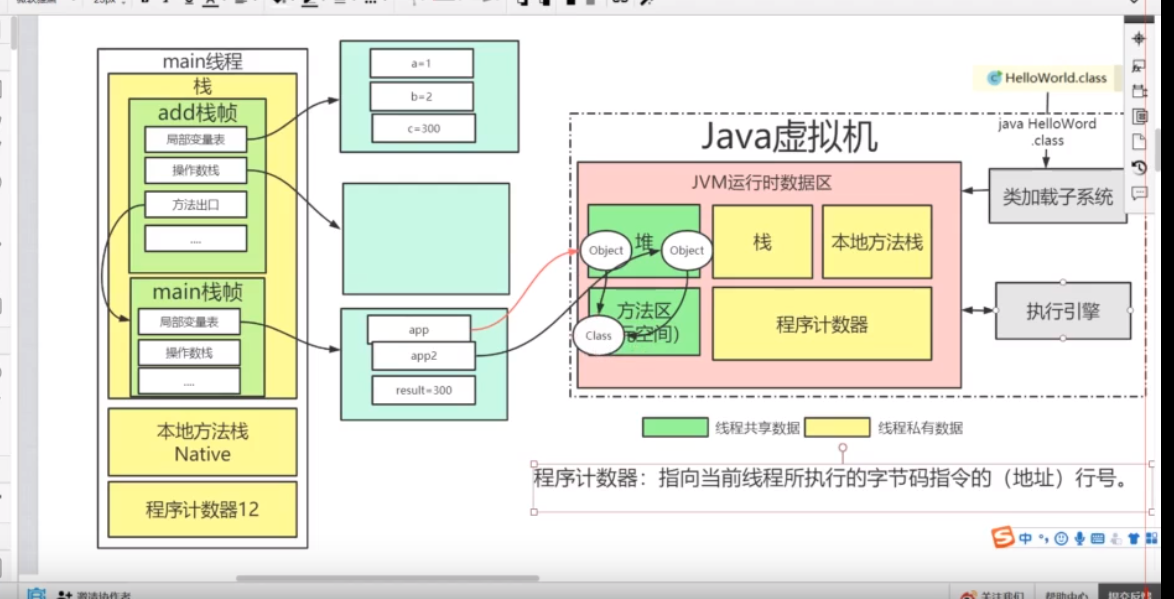 main线程
栈
add栈帧
局部变量表
操作数栈
方法出口
....
main栈帧
局部变量表
操作数栈
....
本地方法栈
Native
程序计数器12
a=1
b=2
c=300
app
app2
result=300
HelloWorld.class
java HelloWord
.class
Java虚拟机
JVM运行时数据区
堆
Object
Object
栈
本地方法栈
方法区
空间)
Class
程序计数器
类加载子系统
执行引擎
线程共享数据
线程私有数据
程序计数器：指向当前线程所执行的字节码指令的（地址）行号。
中
邀请协作者
关注我们
帮助中心
提交反馈